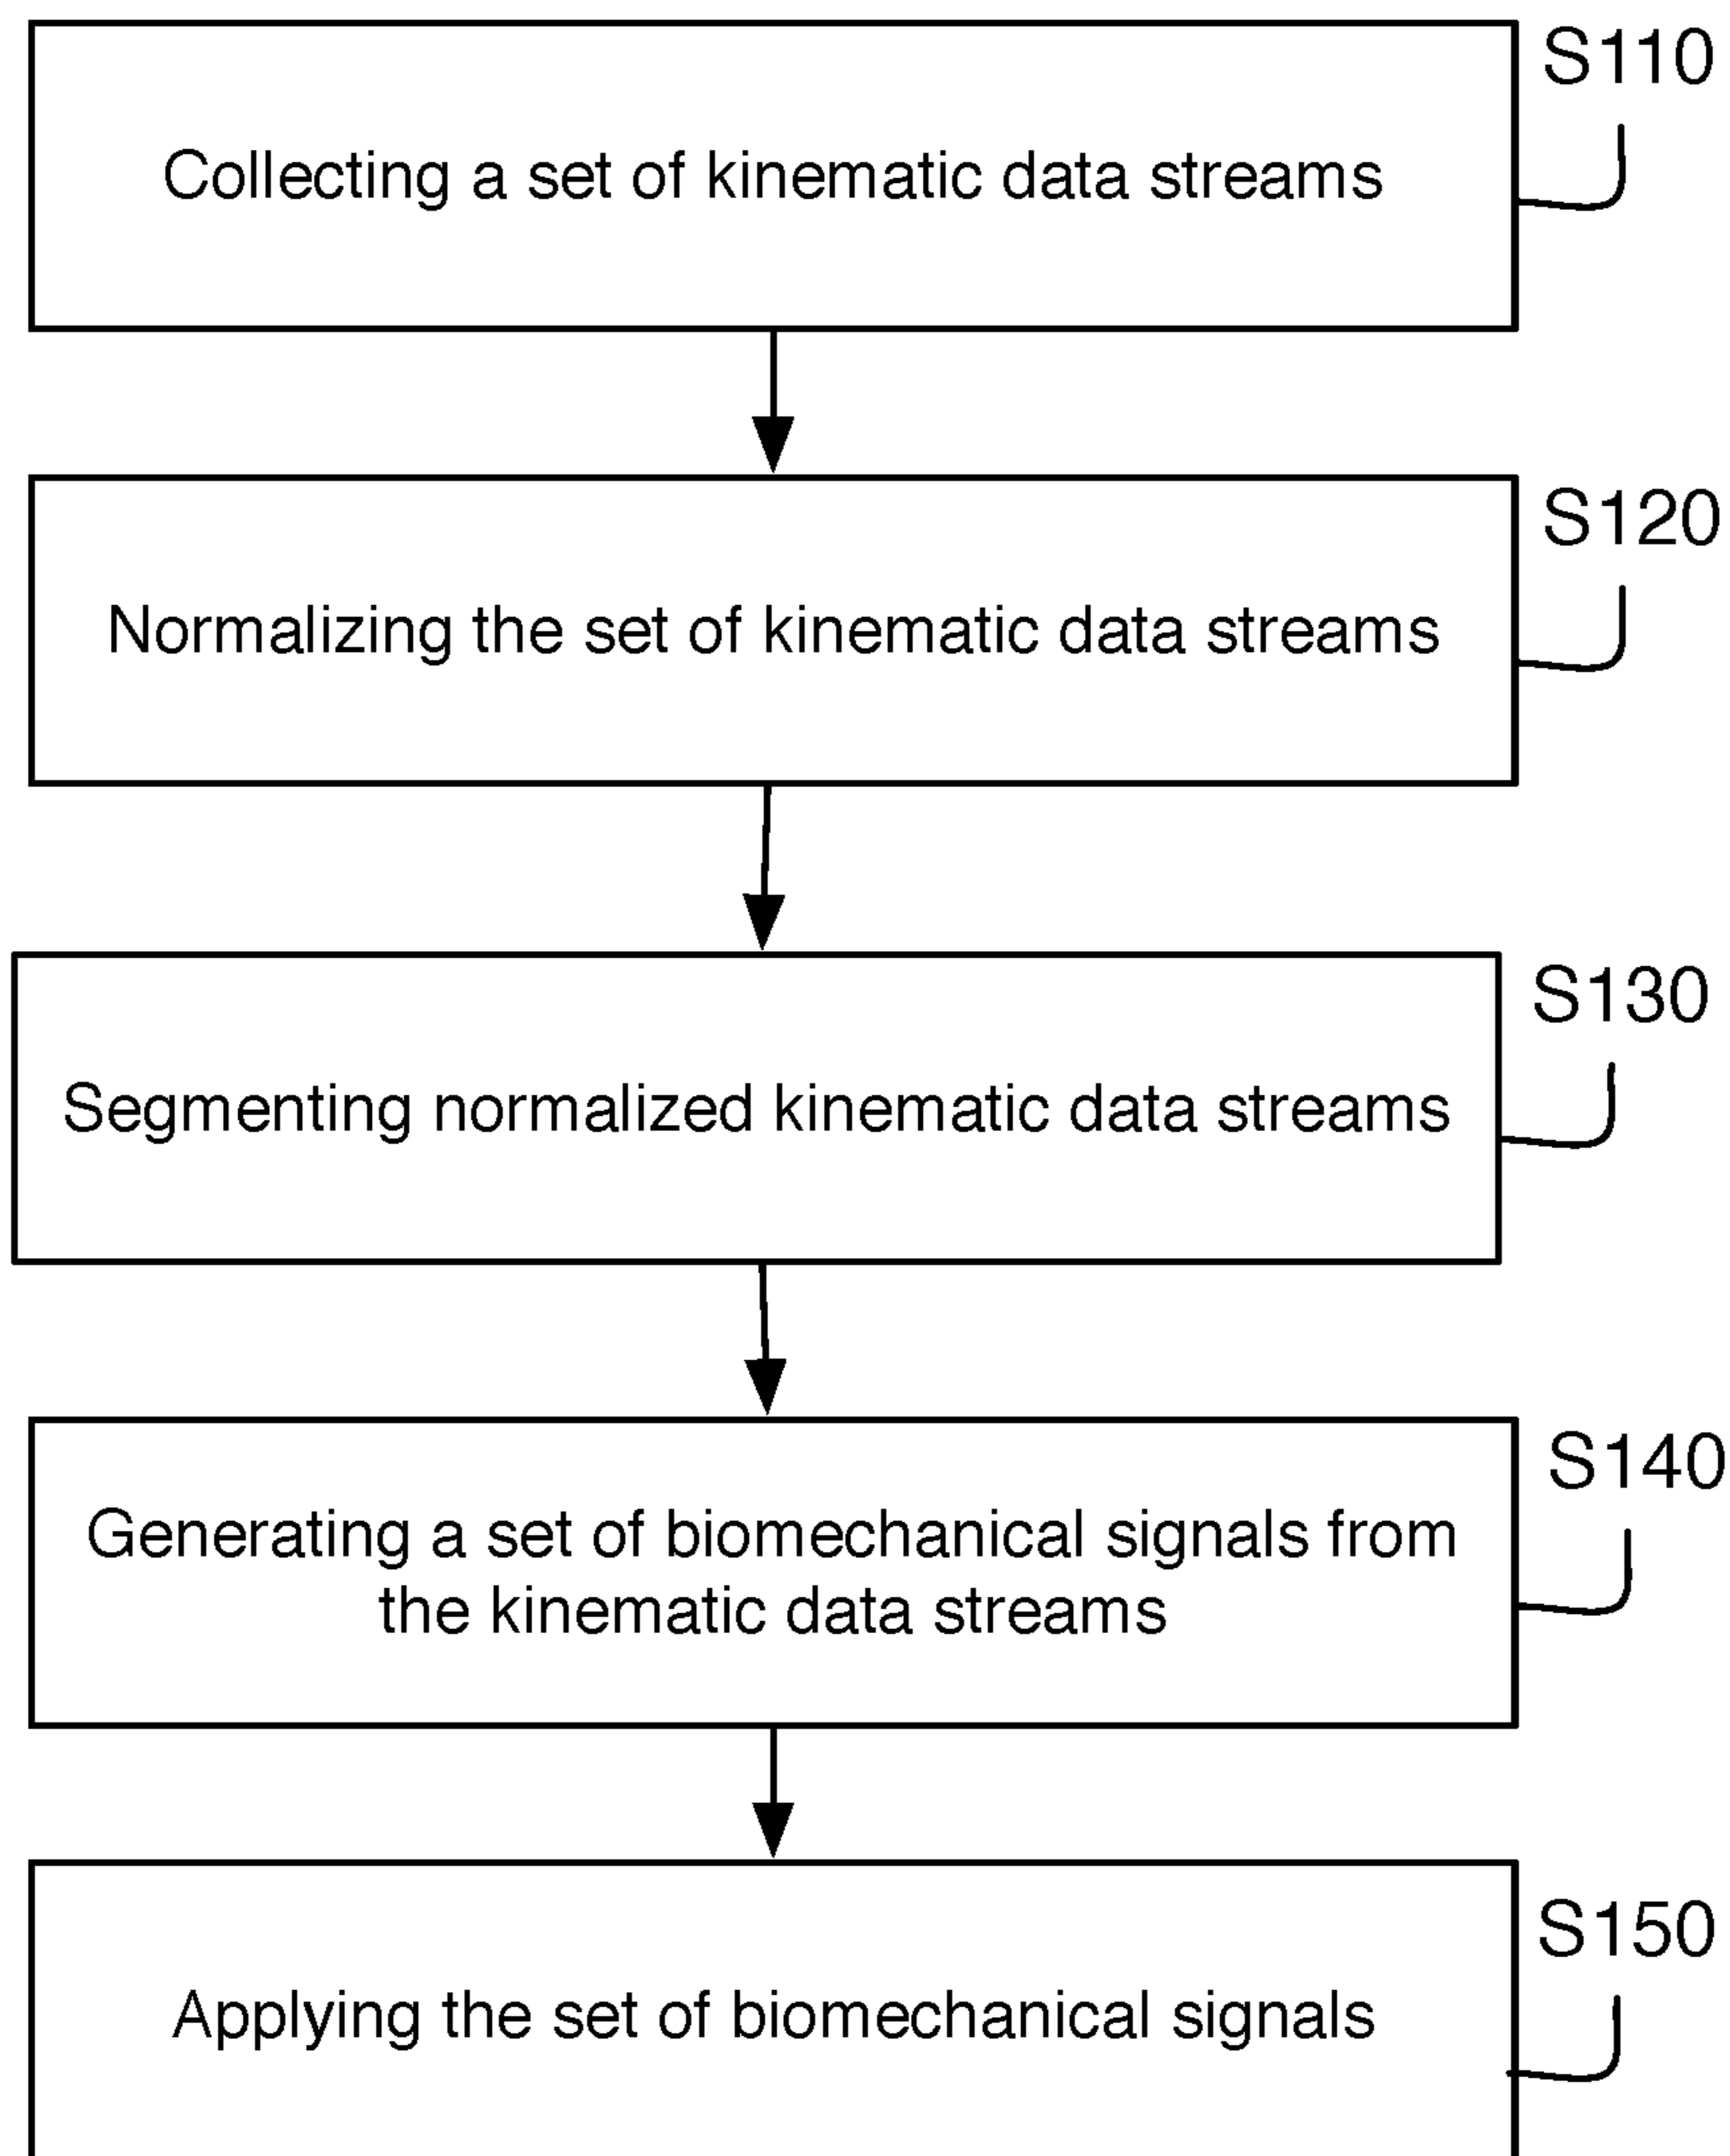 S110
Collecting a set of kinematic data streams
S120
Normalizing the set of kinematic data streams
S130
Segmenting normalized kinematic data streams
S140
Generating a set of biomechanical signals from
the kinematic data streams
S150
Applying the set of biomechanical signals